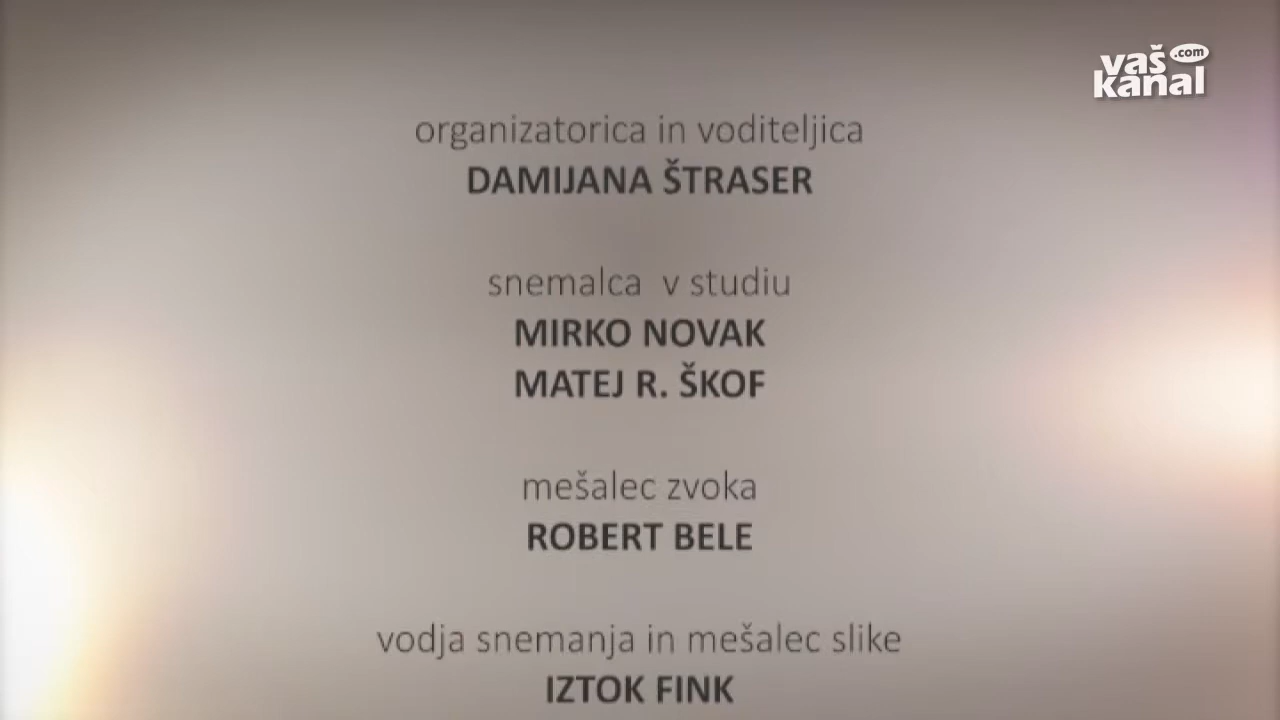 vaš
.com
kanal
organizatorica in voditeljica
DAMIJANA ŠTRASER
snemalca v studiu
MIRKO NOVAK
MATEJ R. ŠKOF
mešalec zvoka
ROBERT BELE
vodja snemanja in mešalec slike
IZTOK FINK